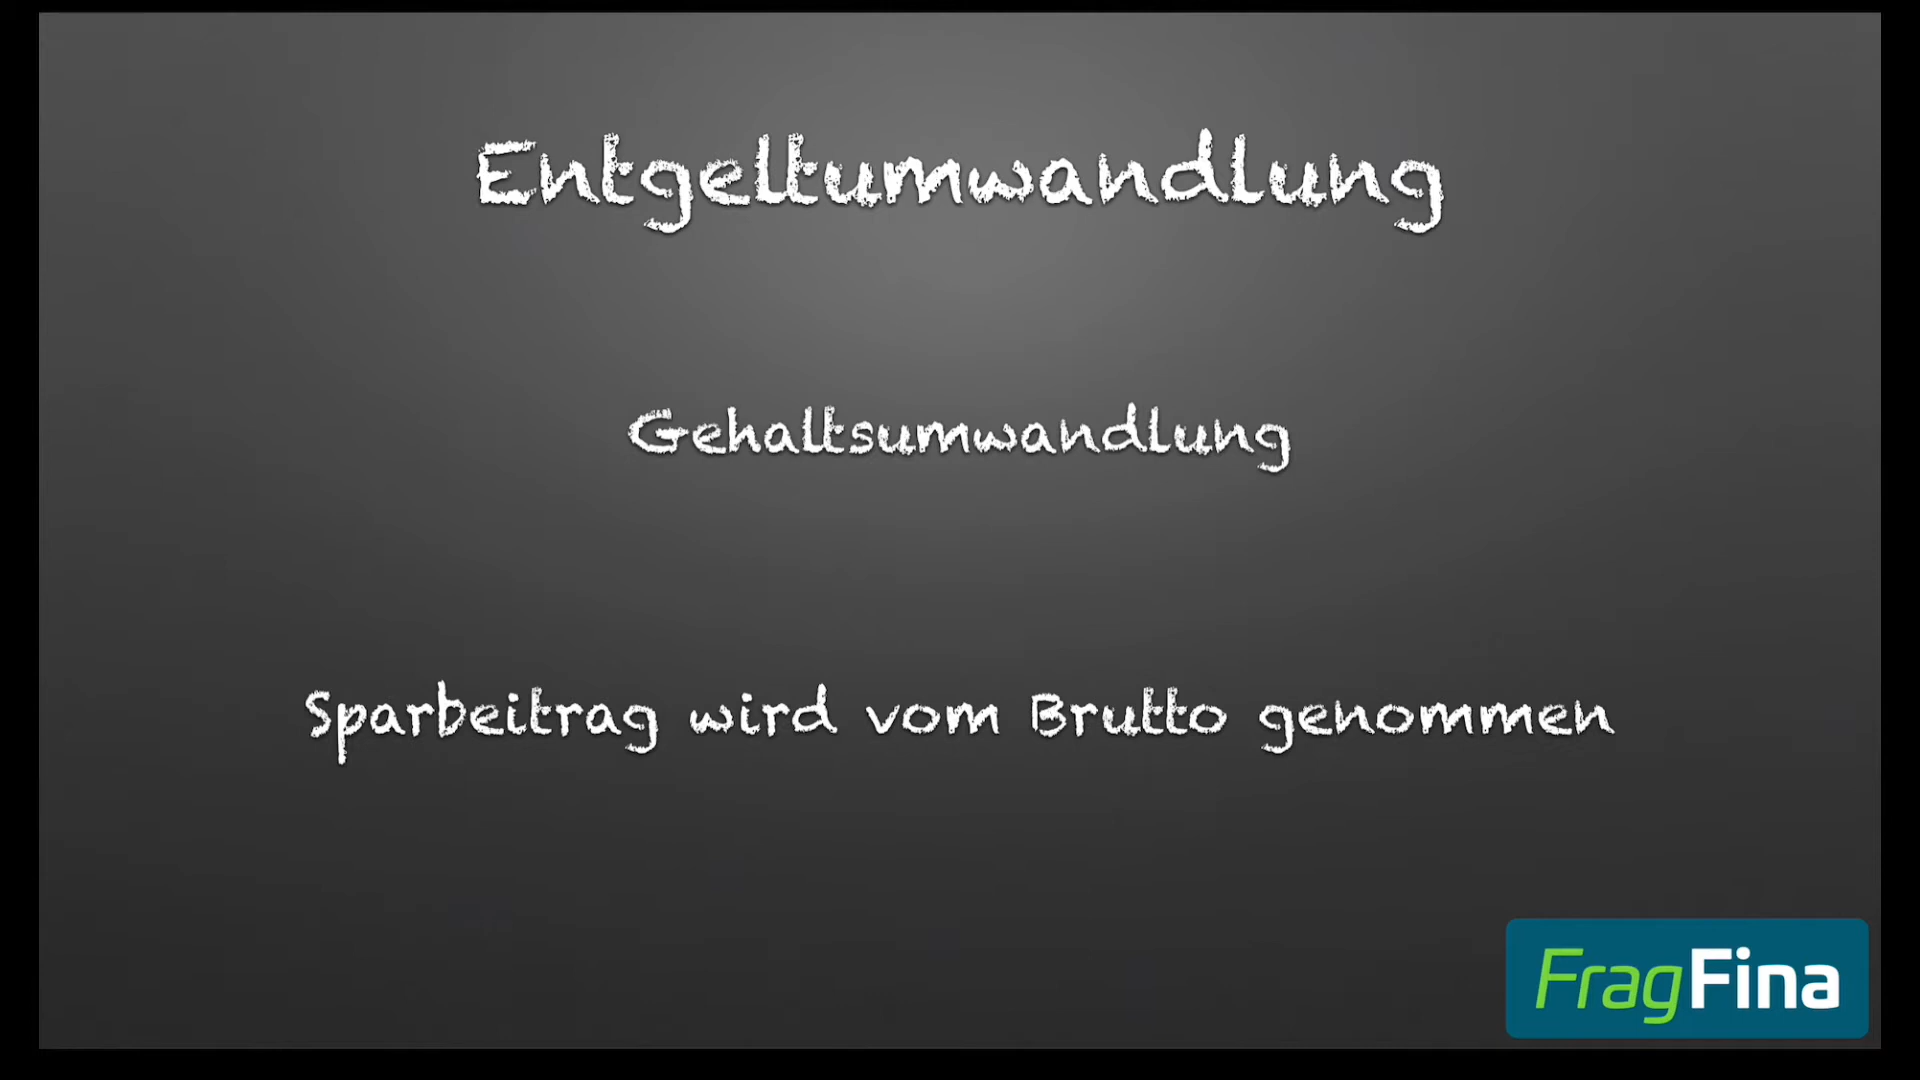 Entgeltumwandlung
Gehaltsumwandlung
Sparbeitrag wird vom Brutto genommen
FragFina